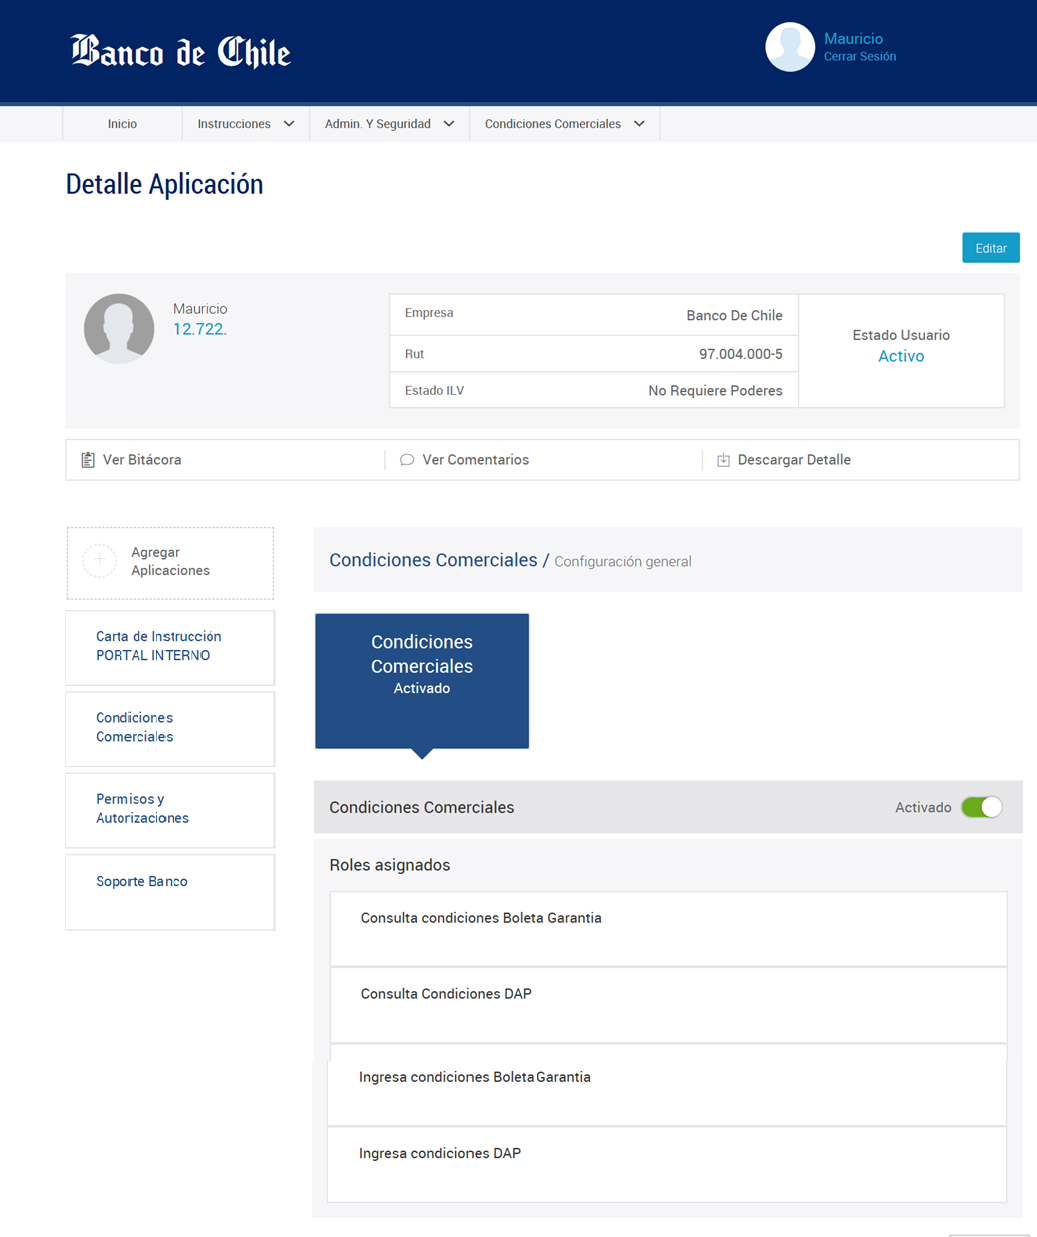 Banco de Chile
Mauricio
Cerrar Sesión
Inicio
Instrucciones
Admin. Y Seguridad
Condiciones Comerciales
Detalle Aplicación
Editar
Mauricio
12.722.
Empresa
Banco De Chile
Rut
97.004.000-5
Estado ILV
No Requiere Poderes
Estado Usuario
Activo
Ver Bitácora
Ver Comentarios
Descargar Detalle
Agregar
Aplicaciones
Carta de Instrucción
PORTAL INTERNO
Condiciones
Comerciales
Permisos y
Autorizaciones
Soporte Banco
Condiciones Comerciales / Configuración general
Condiciones
Comerciales
Activado
Condiciones Comerciales
Activado
Roles asignados
Consulta condiciones Boleta Garantia
Consulta Condiciones DAP
Ingresa condiciones Boleta Garantia
Ingresa condiciones DAP